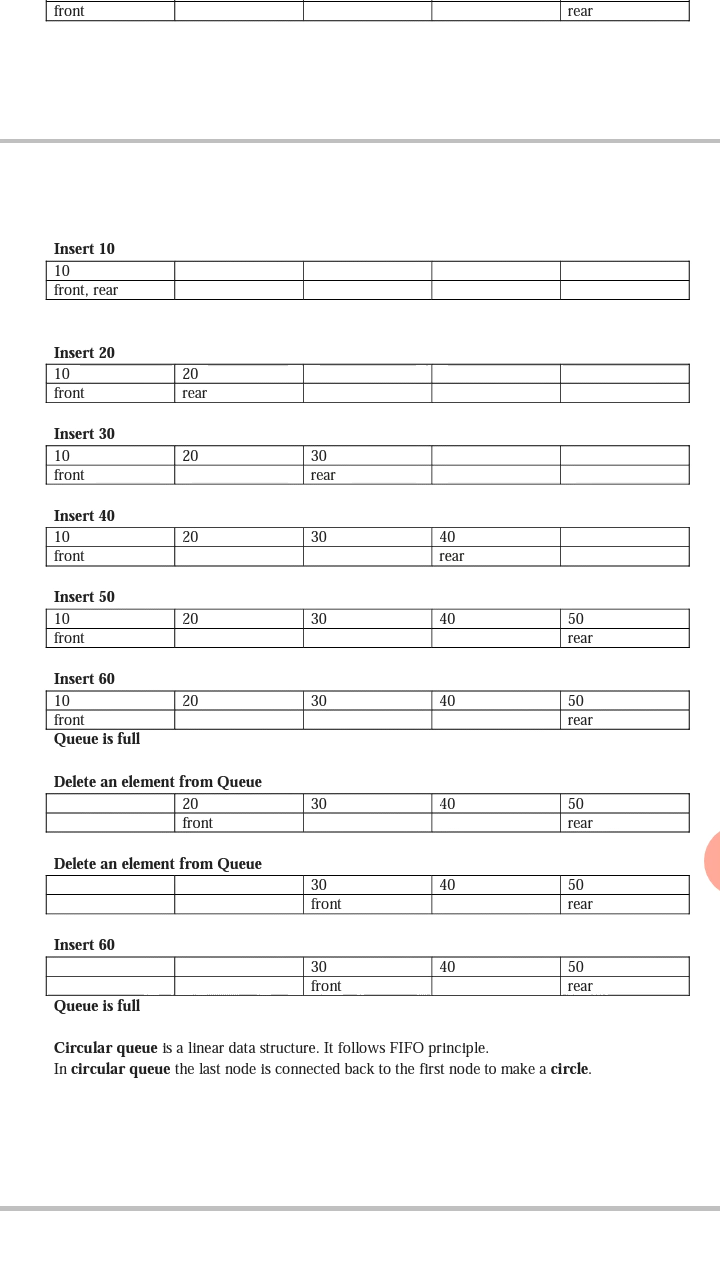 front rear
Insert 10
10
front, rear
Insert 20
10 20
front rear
Insert 30
10 20 30
front rear
Insert 40
10 20 30 40
front rear
Insert 50
10 20 30 40 50
front rear
Insert 60
10 20 30 40 50
front rear
Queue is full
Delete an element from Queue
20 30 40 50
front rear
Delete an element from Queue
30 40 50
front rear
Insert 60
30 40 50
front rear
Queue is full
Circular queue is a linear data structure. It follows FIFO principle.
In circular queue the last node is connected back to the first node to make a circle.